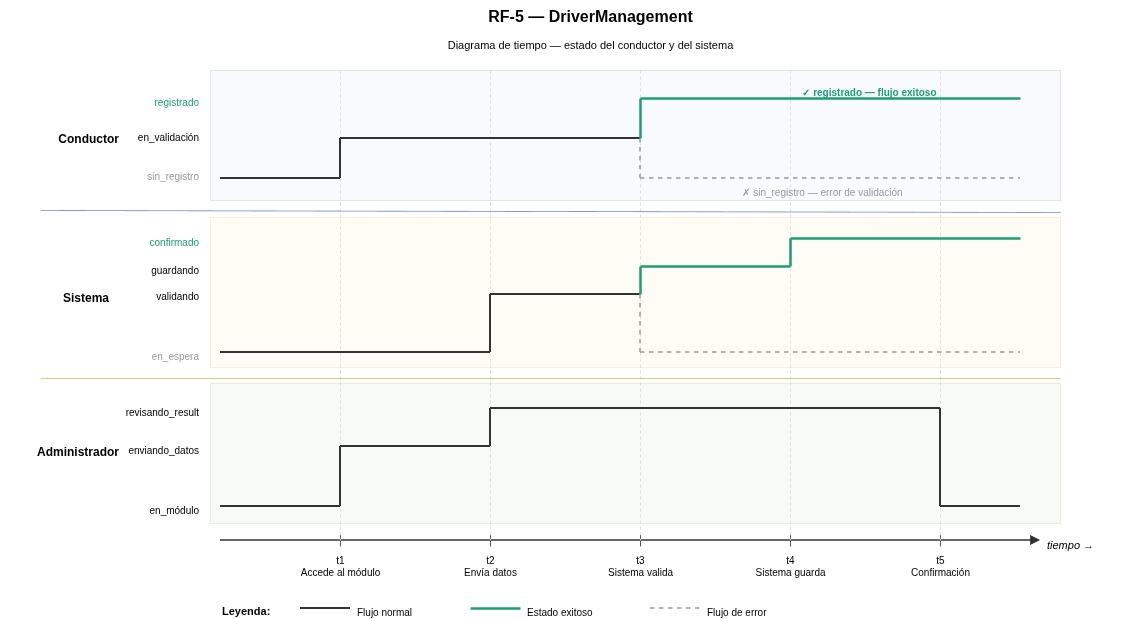 RF-5 — DriverManagement
Diagrama de tiempo — estado del conductor y del sistema
✓ registrado — flujo exitoso
registrado
Conductor
en_validación
sin_registro
✗ sin_registro — error de validación
confirmado
guardando
Sistema
validando
en_espera
revisando_result
Administrador
enviando_datos
en_módulo
tiempo →
t1
Accede al módulo
t2
Envía datos
t3
Sistema valida
t4
Sistema guarda
t5
Confirmación
Leyenda:
Flujo normal
Estado exitoso
Flujo de error